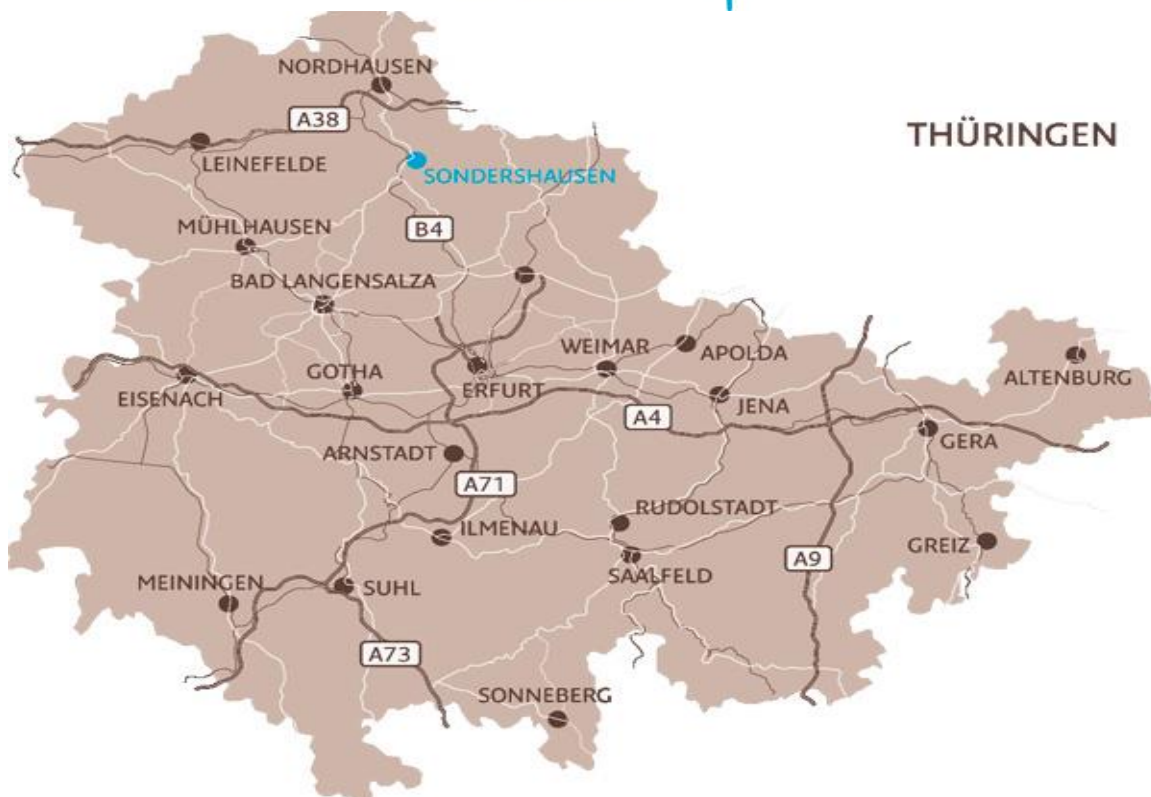 NORDHAUSEN
A38
THÜRINGEN
LEINEFELDE
SONDERSHAUSEN
MÜHLHAUSEN
B4
BAD LANGENSALZA
WEIMAR
APOLDA
GOTHA
ERFURT
ALTENBURG
EISENACH
JENA
A4
GERA
ARNSTADT
A71
RUDOLSTADT
ILMENAU
GREIZ
A9
SAALFELD
MEININGEN
SUHL
A73
SONNEBERG